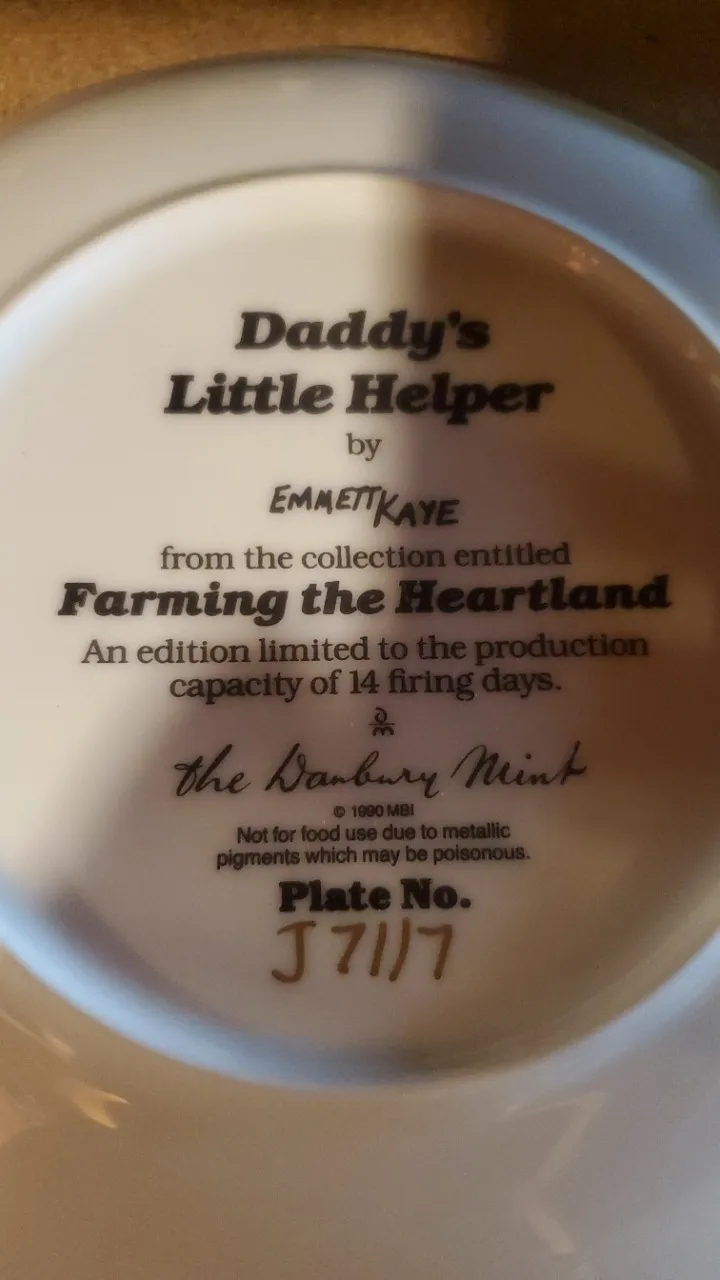 Daddy's
Little Helper
by
EMMETT KAYE
from the collection entitled
Farming the Heartland
An edition limited to the production
capacity of 14 firing days.
the Danbury Mint
© 1990 MBI
Not for food use due to metallic
pigments which may be poisonous.
Plate No.
J7117